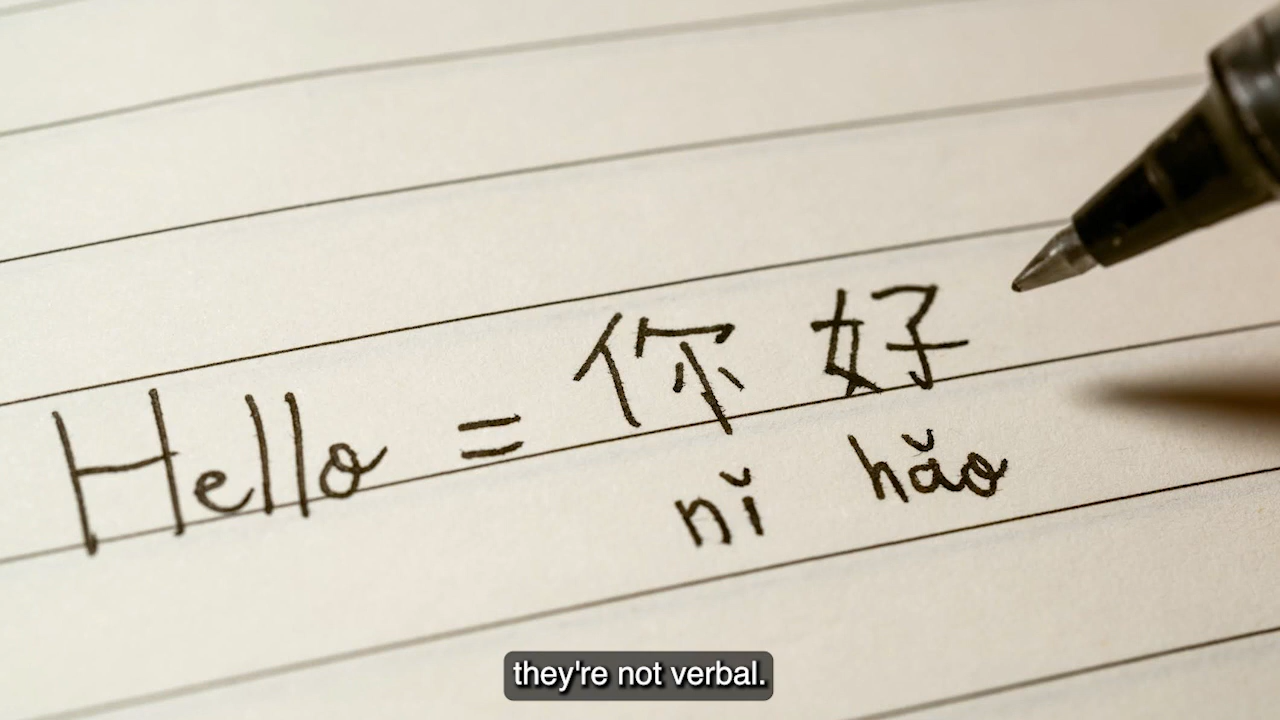 Hello = 你好
nǐ hǎo
they're not verbal.